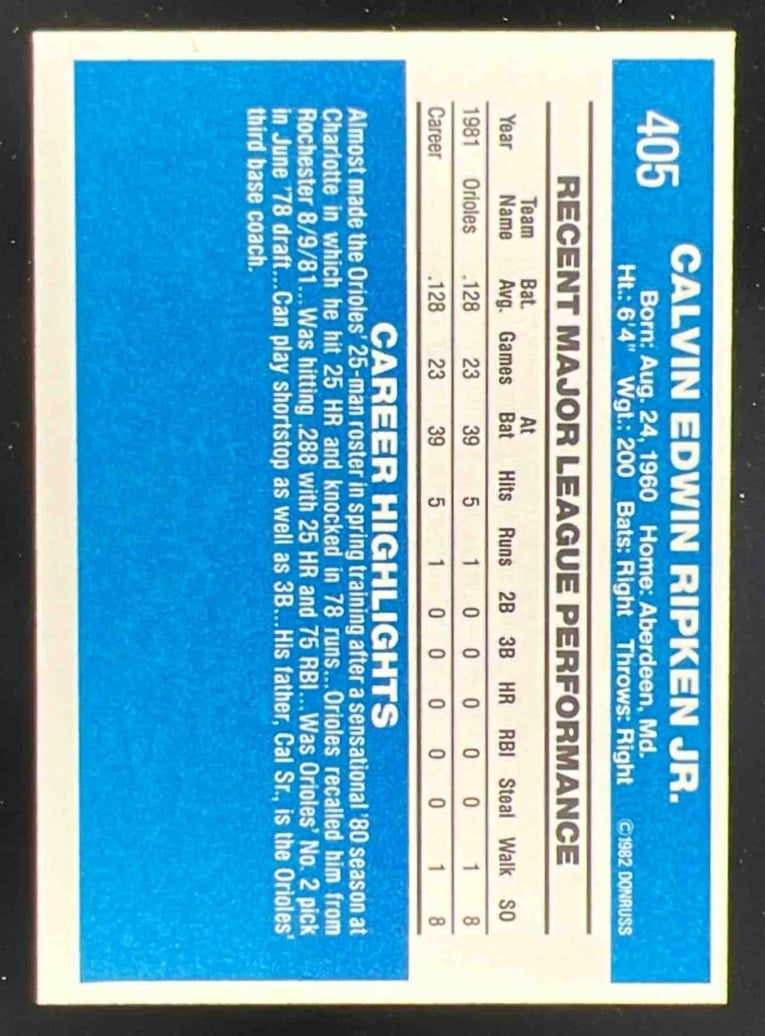 405
CALVIN EDWIN RIPKEN JR.
Born: Aug. 24, 1960 Home: Aberdeen, Md.
Ht.: 6'4" Wgt.: 200 Bats: Right Throws: Right ©1982 DONRUSS
RECENT MAJOR LEAGUE PERFORMANCE
Year Team Name Bat. Avg. Games At Bat Hits Runs 2B 3B HR RBI Steal Walk SO
1981 Orioles .128 23 39 5 1 0 0 0 0 0 1 8
Career .128 23 39 5 1 0 0 0 0 0 1 8
CAREER HIGHLIGHTS
Almost made the Orioles' 25-man roster in spring training after a sensational '80 season at
Charlotte in which he hit 25 HR and knocked in 78 runs...Orioles recalled him from
Rochester 8/9/81...Was hitting .288 with 25 HR and 75 RBI...Was Orioles' No. 2 pick
in June '78 draft...Can play shortstop as well as 3B...His father, Cal Sr., is the Orioles'
third base coach.